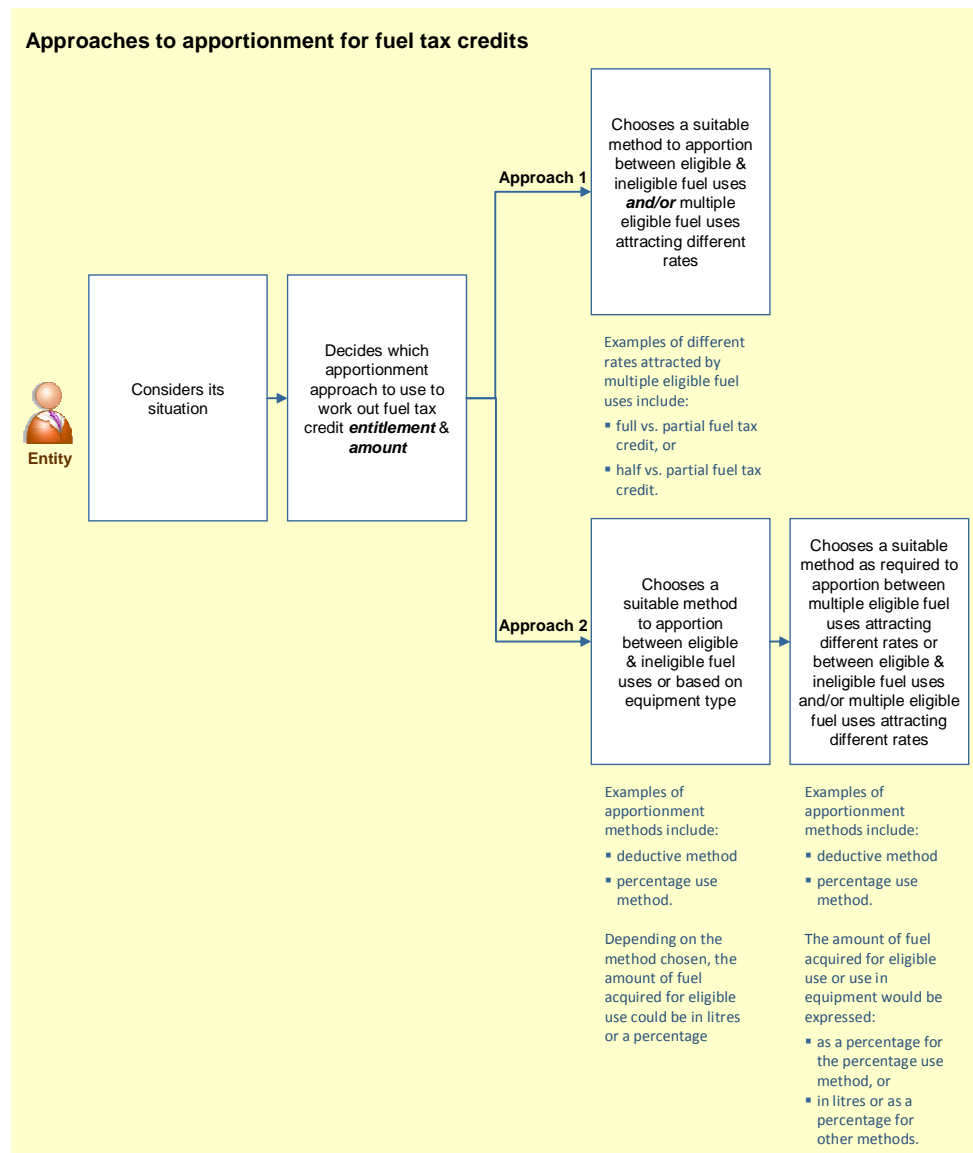 Approaches to apportionment for fuel tax credits
Chooses a suitable
method to apportion
between eligible &
ineligible fuel uses
and/or multiple
eligible fuel uses
attracting different
rates
Approach 1
Considers its
situation
Decides which
apportionment
approach to use to
work out fuel tax
credit entitlement &
amount
Entity
Examples of different
rates attracted by
multiple eligible fuel
uses include:
▪ full vs. partial fuel tax
credit, or
▪ half vs. partial fuel tax
credit.
Approach 2
Chooses a
suitable method
to apportion
between eligible
& ineligible fuel
uses or based on
equipment type
Chooses a suitable
method as required to
apportion between
multiple eligible fuel
uses attracting
different rates or
between eligible &
ineligible fuel uses
and/or multiple eligible
fuel uses attracting
different rates
Examples of
apportionment
methods include:
▪ deductive method
▪ percentage use
method.
Depending on the
method chosen, the
amount of fuel
acquired for eligible
use could be in litres
or a percentage
Examples of
apportionment
methods include:
▪ deductive method
▪ percentage use
method.
The amount of fuel
acquired for eligible
use or use in
equipment would be
expressed:
▪ as a percentage for
the percentage use
method, or
▪ in litres or as a
percentage for
other methods.